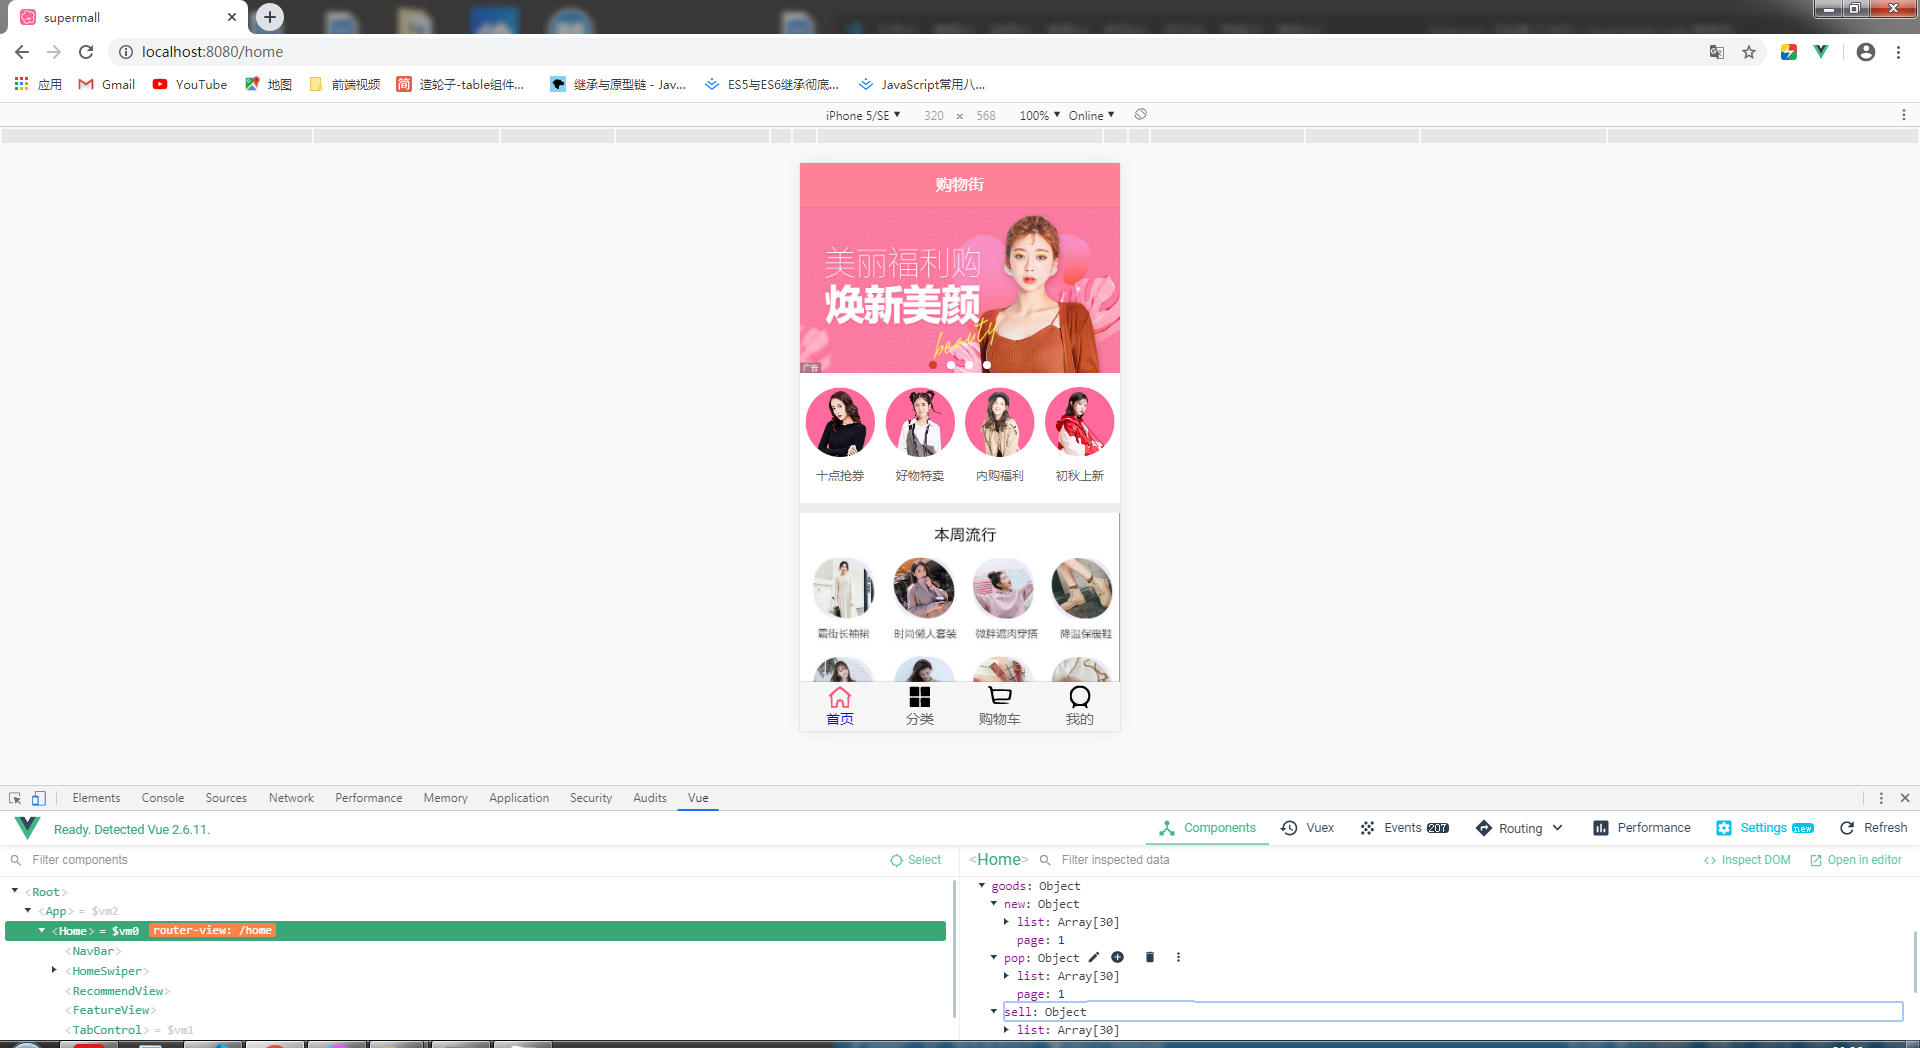 supermall
localhost:8080/home
应用 Gmail YouTube 地图 前端视频 造轮子-table组件... 继承与原型链 - Jav... ES5与ES6继承彻底... JavaScript常用八...
iPhone 5/SE 320 × 568 100% Online
购物街
美丽福利购
焕新美颜
beauty
广告
十点抢券 好物特卖 内购福利 初秋上新
本周流行
霸街长袖裙 时尚懒人套装 微胖遮肉穿搭 降温保暖鞋
首页 分类 购物车 我的
Elements Console Sources Network Performance Memory Application Security Audits Vue
Ready. Detected Vue 2.6.11.
Components Vuex Events 207 Routing Performance Settings new Refresh
Filter components Select
<Home> Filter inspected data Inspect DOM Open in editor
<Root>
<App> = $vm2
<Home> = $vm0 router-view: /home
<NavBar>
<HomeSwiper>
<RecommendView>
<FeatureView>
<TabControl> = $vm1
goods: Object
new: Object
list: Array[30]
page: 1
pop: Object
list: Array[30]
page: 1
sell: Object
list: Array[30]